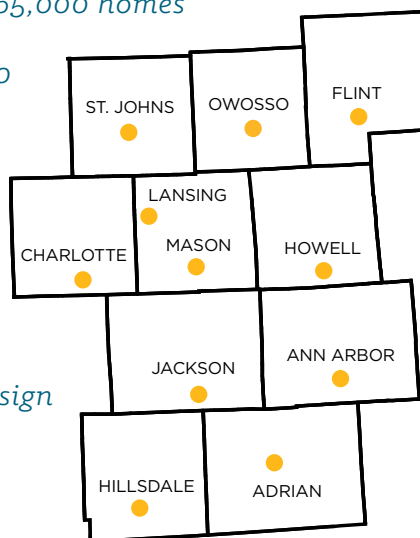 65,000 homes
FLINT
OWOSSO
ST. JOHNS
LANSING
MASON
HOWELL
CHARLOTTE
ANN ARBOR
JACKSON
sign
HILLSDALE
ADRIAN